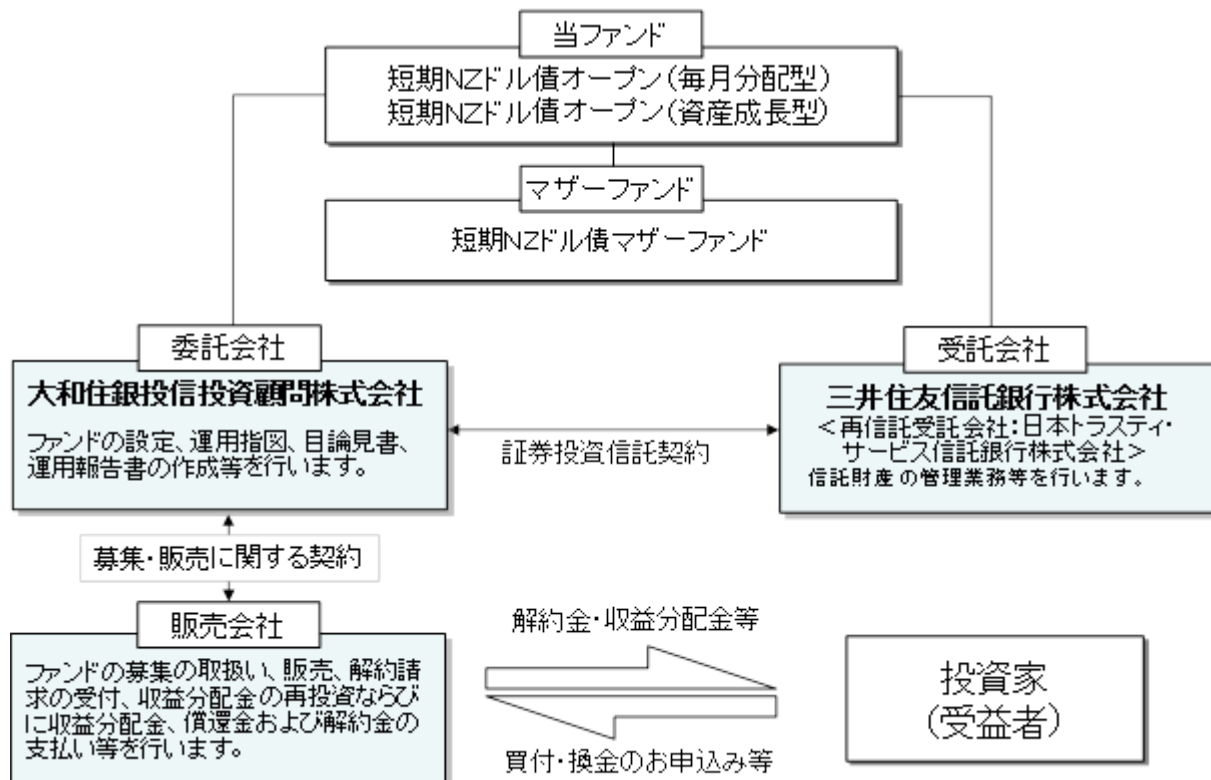 当ファンド
短期NZドル債オープン(毎月分配型)
短期NZドル債オープン(資産成長型)
マザーファンド
短期NZドル債マザーファンド
委託会社
大和住銀投信投資顧問株式会社
ファンドの設定、運用指図、目論見書、
運用報告書の作成等を行います。
証券投資信託契約
受託会社
三井住友信託銀行株式会社
<再信託受託会社:日本トラスティ・
サービス信託銀行株式会社>
信託財産の管理業務等を行います。
募集・販売に関する契約
販売会社
ファンドの募集の取扱い、販売、解約請
求の受付、収益分配金の再投資ならび
に収益分配金、償還金および解約金の
支払い等を行います。
解約金・収益分配金等
買付・換金のお申込み等
投資家
(受益者)